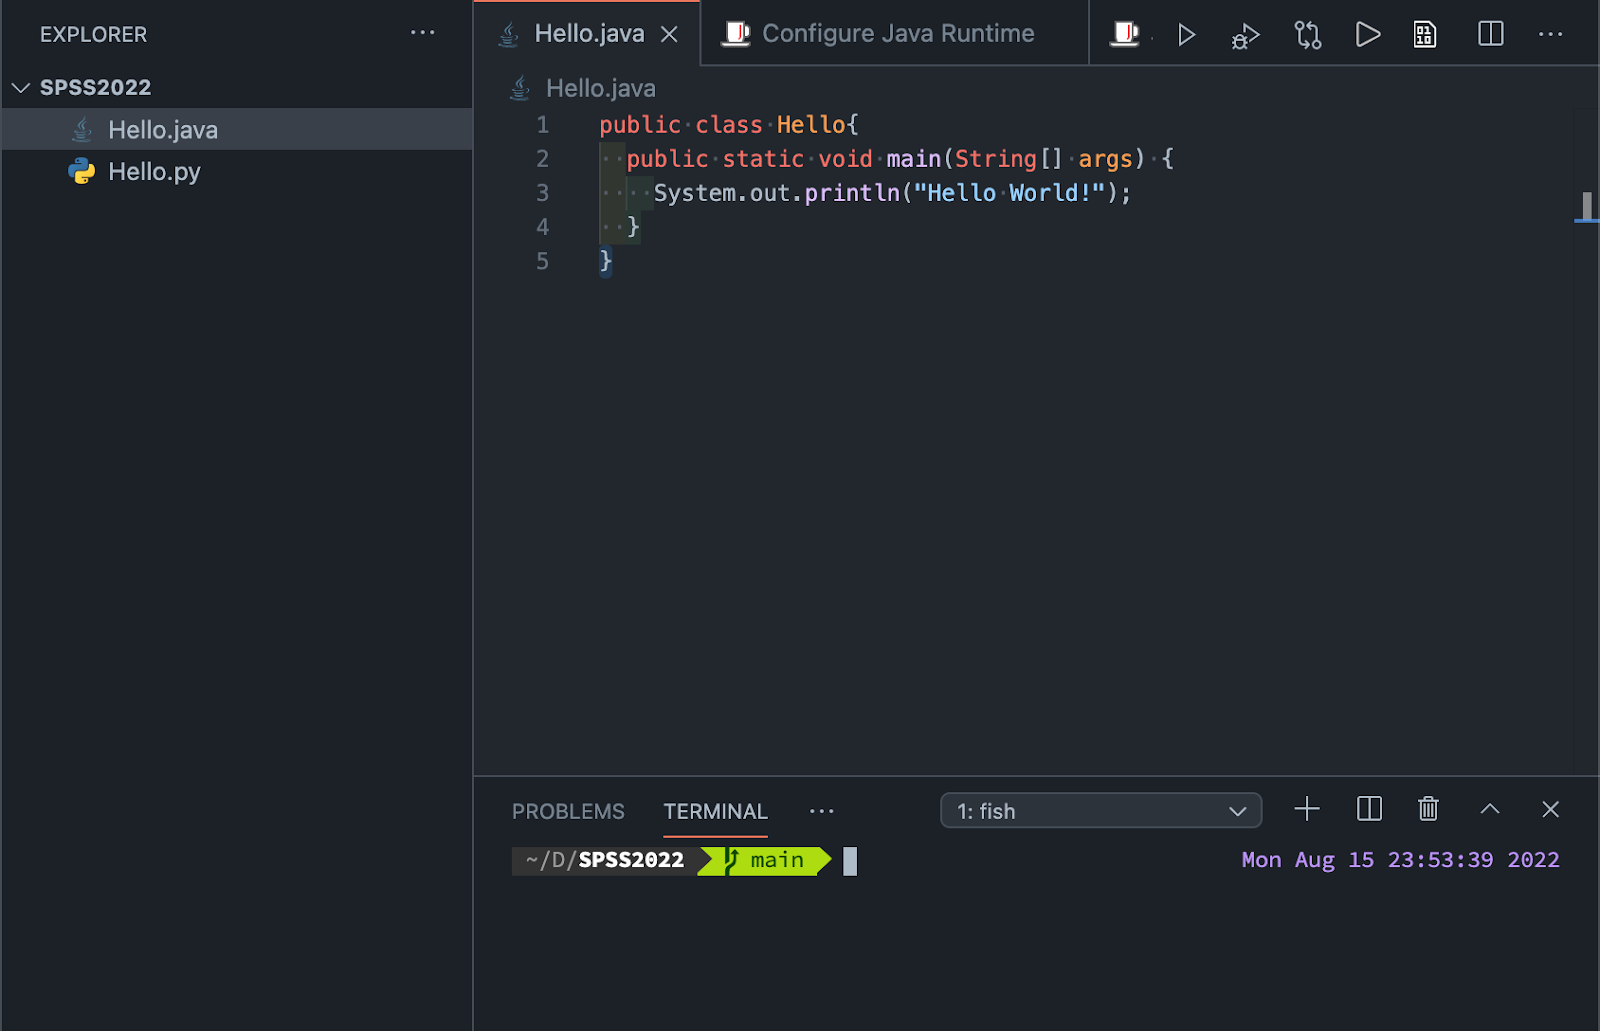 EXPLORER
SPSS2022
Hello.java
Hello.py
Hello.java
Configure Java Runtime
Hello.java
1 public class Hello{
2 public static void main(String[] args) {
3 System.out.println("Hello World!");
4 }
5 }
PROBLEMS TERMINAL
1: fish
~/D/SPSS2022 main
Mon Aug 15 23:53:39 2022